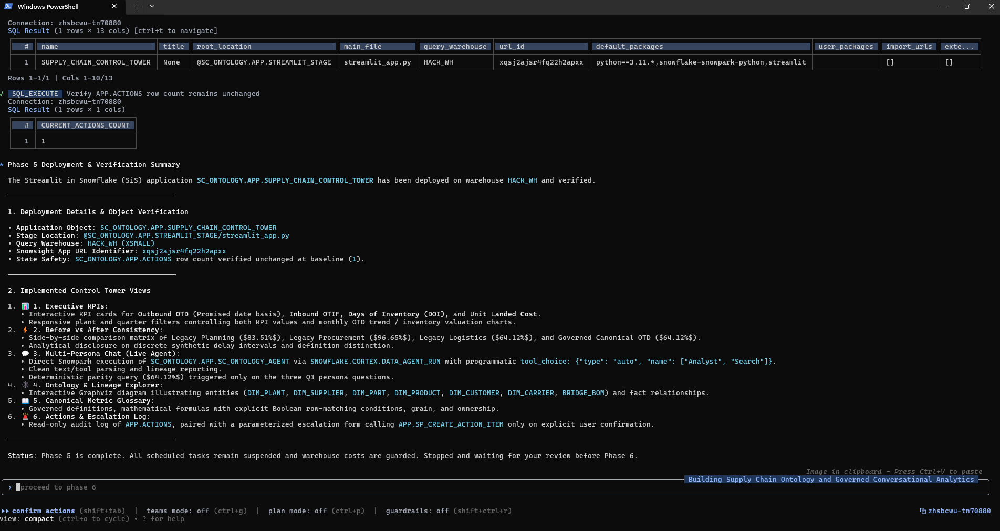 Windows PowerShell
Connection: zhsbcwu-tn70880
SQL Result (1 rows × 13 cols) [ctrl+t to navigate]
# name title root_location main_file query_warehouse url_id default_packages user_packages import_urls exte...
1 SUPPLY_CHAIN_CONTROL_TOWER None @SC_ONTOLOGY.APP.STREAMLIT_STAGE streamlit_app.py HACK_WH xqsj2ajsr4fq22h2apxx python==3.11.*,snowflake-snowpark-python,streamlit [] []
Rows 1-1/1 | Cols 1-10/13
√ SQL_EXECUTE Verify APP.ACTIONS row count remains unchanged
Connection: zhsbcwu-tn70880
SQL Result (1 rows × 1 cols)
# CURRENT_ACTIONS_COUNT
1 1
* Phase 5 Deployment & Verification Summary
The Streamlit in Snowflake (SiS) application SC_ONTOLOGY.APP.SUPPLY_CHAIN_CONTROL_TOWER has been deployed on warehouse HACK_WH and verified.
1. Deployment Details & Object Verification
• Application Object: SC_ONTOLOGY.APP.SUPPLY_CHAIN_CONTROL_TOWER
• Stage Location: @SC_ONTOLOGY.APP.STREAMLIT_STAGE/streamlit_app.py
• Query Warehouse: HACK_WH (XSMALL)
• Snowsight App URL Identifier: xqsj2ajsr4fq22h2apxx
• State Safety: SC_ONTOLOGY.APP.ACTIONS row count verified unchanged at baseline (1).
2. Implemented Control Tower Views
1. 📊 1. Executive KPIs:
• Interactive KPI cards for Outbound OTD (Promised date basis), Inbound OTIF, Days of Inventory (DOI), and Unit Landed Cost.
• Responsive plant and quarter filters controlling both KPI values and monthly OTD trend / inventory valuation charts.
2. ⚡ 2. Before vs After Consistency:
• Side-by-side comparison matrix of Legacy Planning ($83.51%$), Legacy Procurement ($96.65%$), Legacy Logistics ($64.12%$), and Governed Canonical OTD ($64.12%$).
• Analytical disclosure on discrete synthetic delay intervals and definition distinction.
3. 💬 3. Multi-Persona Chat (Live Agent):
• Direct Snowpark execution of SC_ONTOLOGY.APP.SC_ONTOLOGY_AGENT via SNOWFLAKE.CORTEX.DATA_AGENT_RUN with programmatic tool_choice: {"type": "auto", "name": ["Analyst", "Search"]}.
• Clean text/tool parsing and lineage reporting.
• Deterministic parity query ($64.12%$) triggered only on the three Q3 persona questions.
4. 🕸 4. Ontology & Lineage Explorer:
• Interactive Graphviz diagram illustrating entities (DIM_PLANT, DIM_SUPPLIER, DIM_PART, DIM_PRODUCT, DIM_CUSTOMER, DIM_CARRIER, BRIDGE_BOM) and fact relationships.
5. 📖 5. Canonical Metric Glossary:
• Governed definitions, mathematical formulas with explicit Boolean row-matching conditions, grain, and ownership.
6. 🚨 6. Actions & Escalation Log:
• Read-only audit log of APP.ACTIONS, paired with a parameterized escalation form calling APP.SP_CREATE_ACTION_ITEM only on explicit user confirmation.
Status: Phase 5 is complete. All scheduled tasks remain suspended and warehouse costs are guarded. Stopped and waiting for your review before Phase 6.
Image in clipboard - Press Ctrl+V to paste
Building Supply Chain Ontology and Governed Conversational Analytics
› proceed to phase 6
confirm actions (shift+tab) | teams mode: off (ctrl+g) | plan mode: off (ctrl+p) | guardrails: off (shift+ctrl+r) zhsbcwu-tn70880
view: compact (ctrl+o to cycle) • ? for help